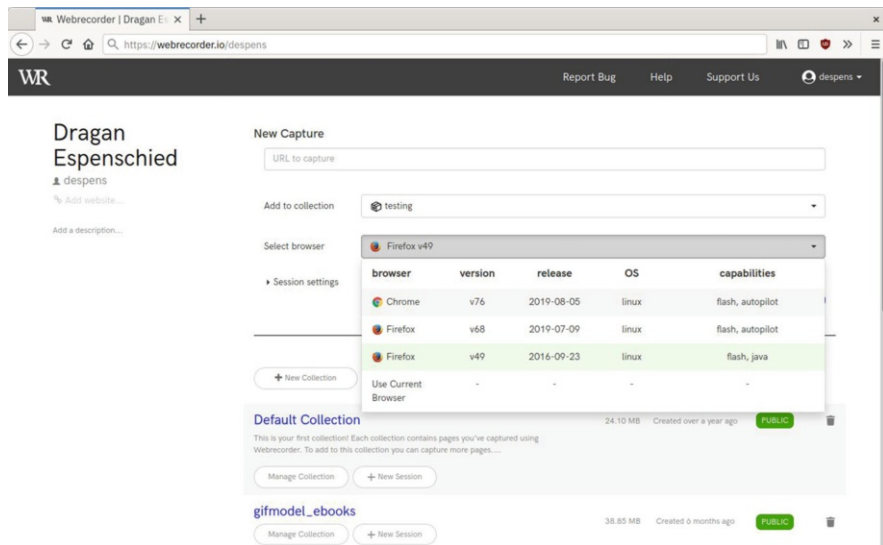 Webrecorder | Dragan Es
https://webrecorder.io/despens
WR
Report Bug Help Support Us despens
Dragan
Espenschied
despens
Add website...
Add a description...
New Capture
URL to capture
Add to collection testing
Select browser Firefox v49
Session settings
browser version release OS capabilities
Chrome v76 2019-08-05 linux flash, autopilot
Firefox v68 2019-07-09 linux flash, autopilot
Firefox v49 2016-09-23 linux flash, java
Use Current
Browser - - - -
+ New Collection
Default Collection 24.10 MB Created over a year ago PUBLIC
This is your first collection! Each collection contains pages you've captured using
Webrecorder. To add to this collection you can capture more pages....
Manage Collection + New Session
gifmodel_ebooks 38.85 MB Created 6 months ago PUBLIC
Manage Collection + New Session